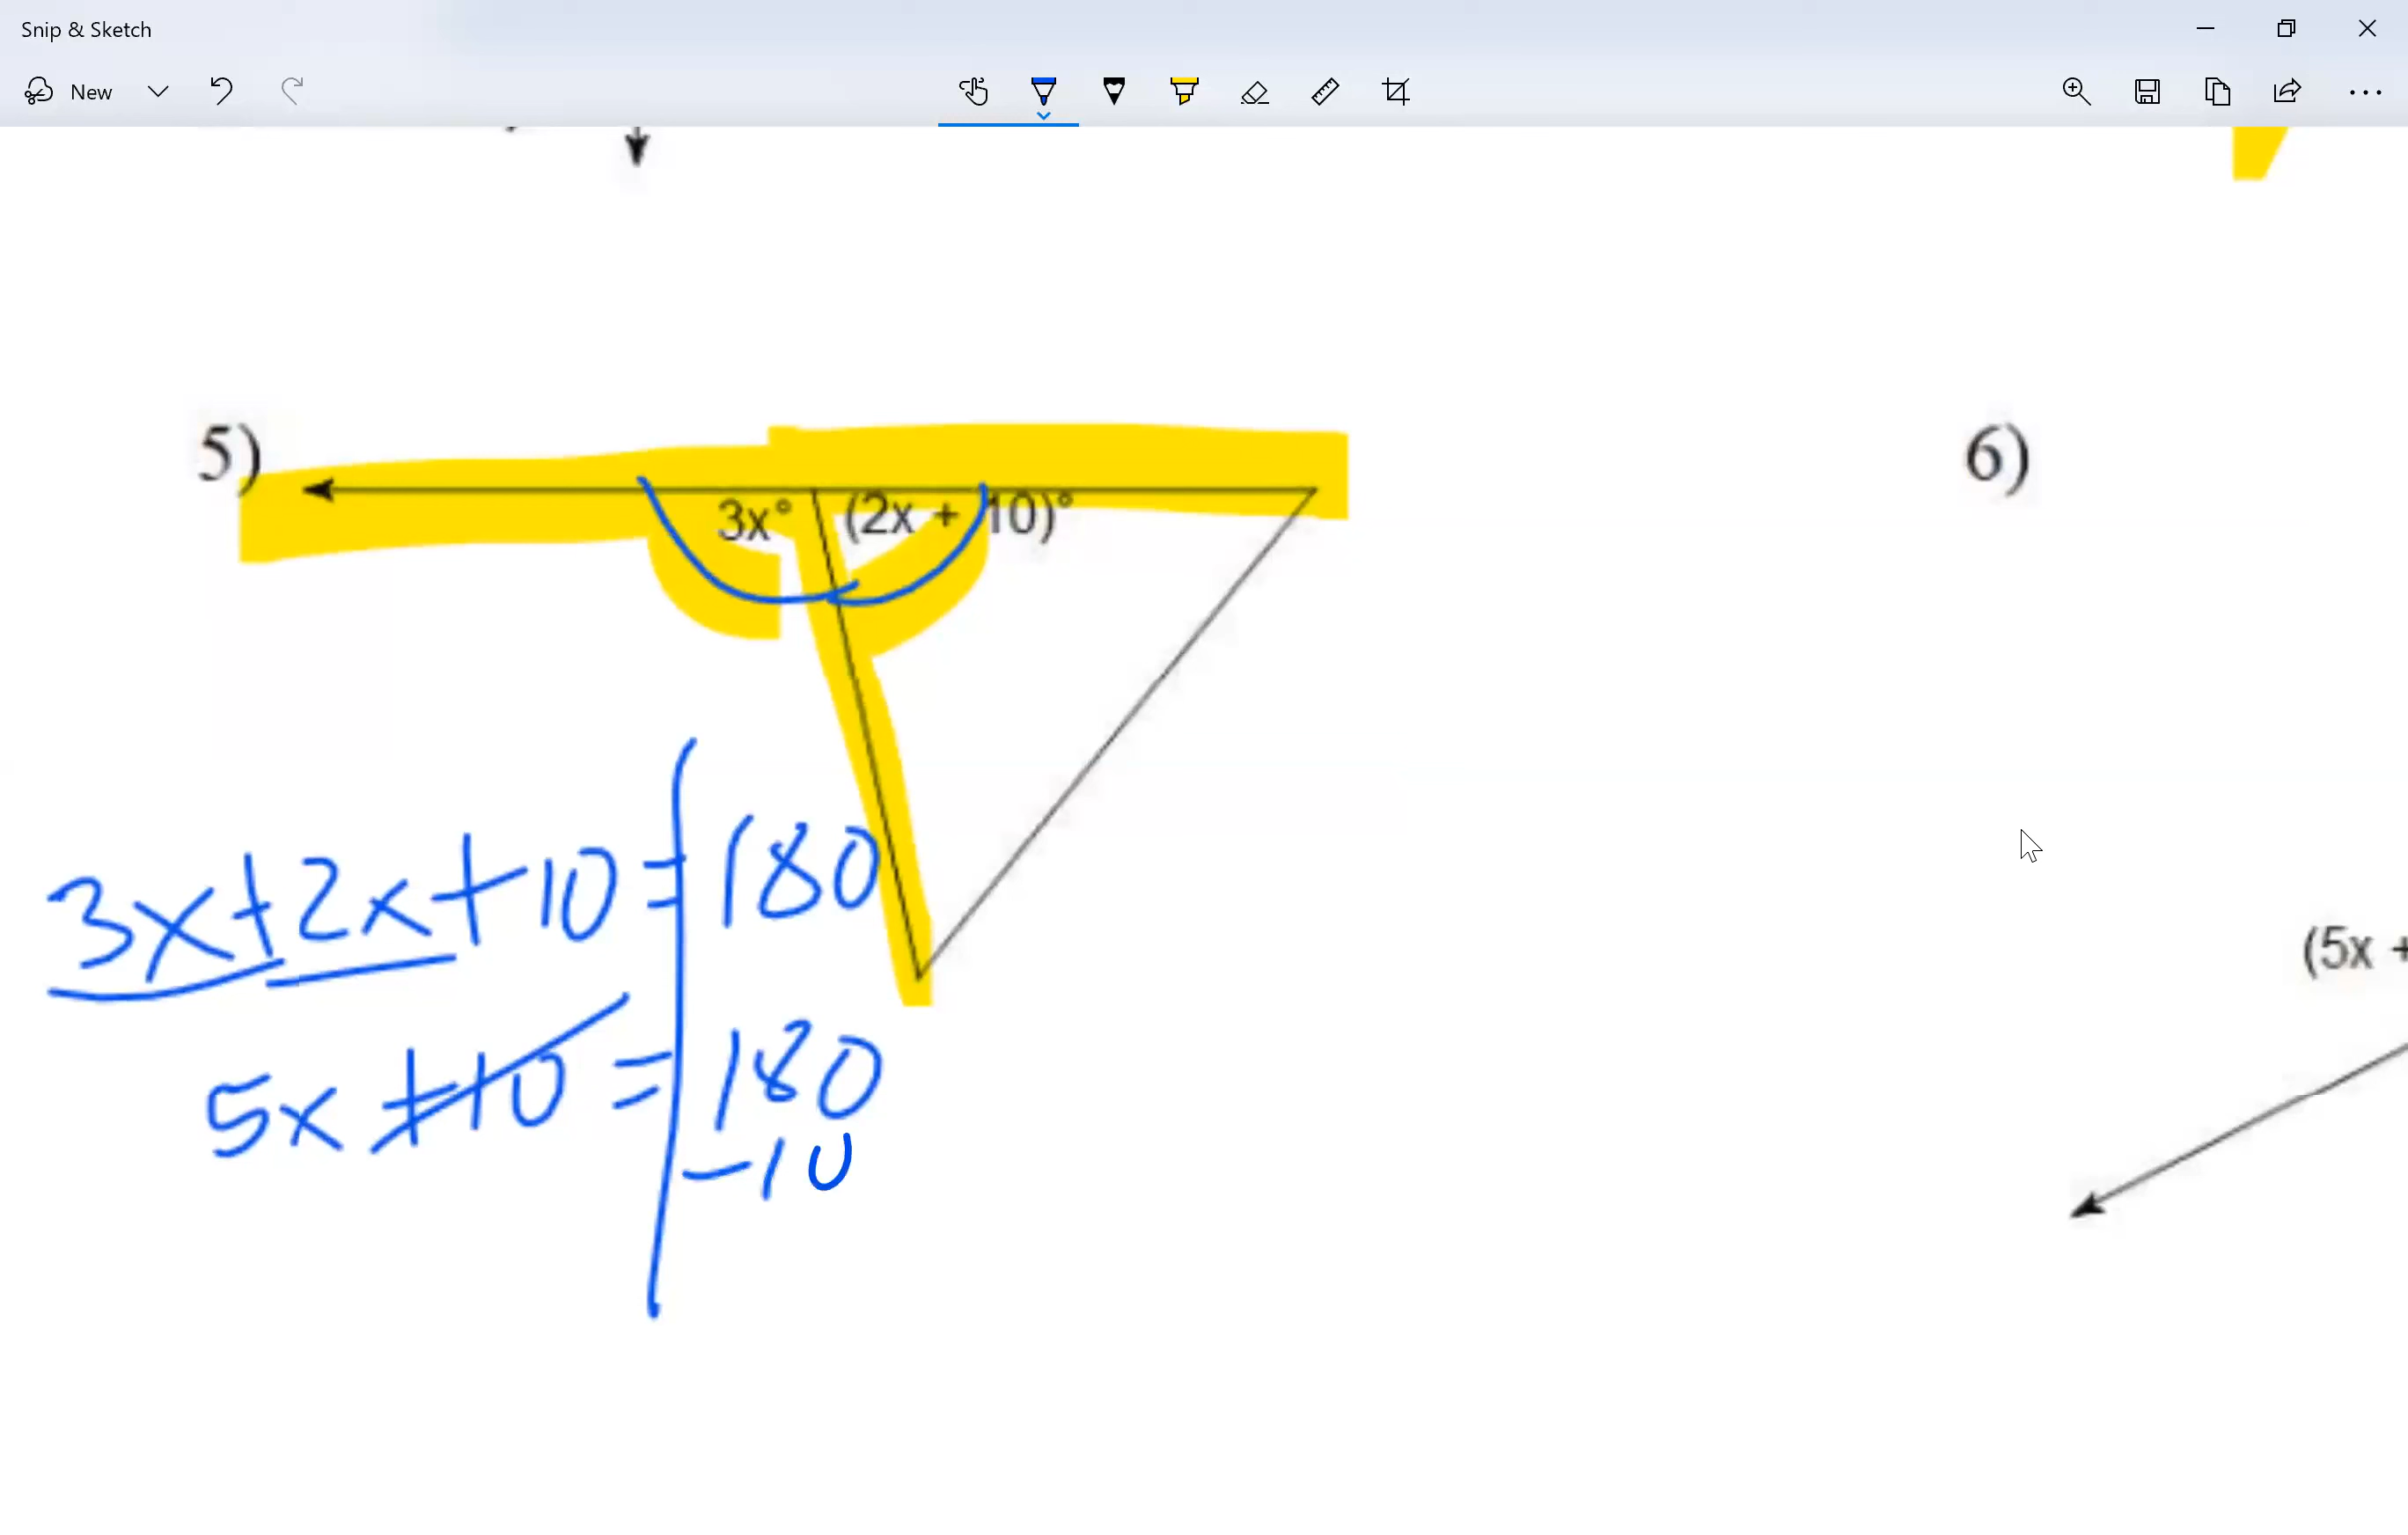 Snip & Sketch
New
5)
6)
3x° (2x + 10)°
3x+2x+10=180
(5x +
5x +10 = 180
-10